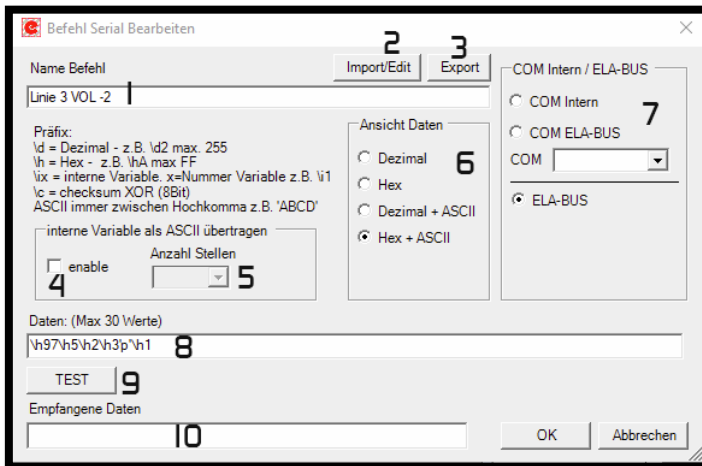 Befehl Serial Bearbeiten
2
3
Name Befehl
Import/Edit
Export
Linie 3 VOL -2
1
Präfix:
\d = Dezimal - z.B. \d2 max. 255
\h = Hex - z.B. \hA max FF
\ix = interne Variable. x=Nummer Variable z.B. \i1
\c = checksum XOR (8Bit)
ASCII immer zwischen Hochkomma z.B. 'ABCD'
interne Variable als ASCII übertragen
enable
4
Anzahl Stellen
5
Ansicht Daten
Dezimal
6
Hex
Dezimal + ASCII
Hex + ASCII
COM Intern / ELA-BUS
COM Intern
7
COM ELA-BUS
COM
ELA-BUS
Daten: (Max 30 Werte)
\h97\h5\h2\h3'p''\h1
8
TEST
9
Empfangene Daten
10
OK
Abbrechen